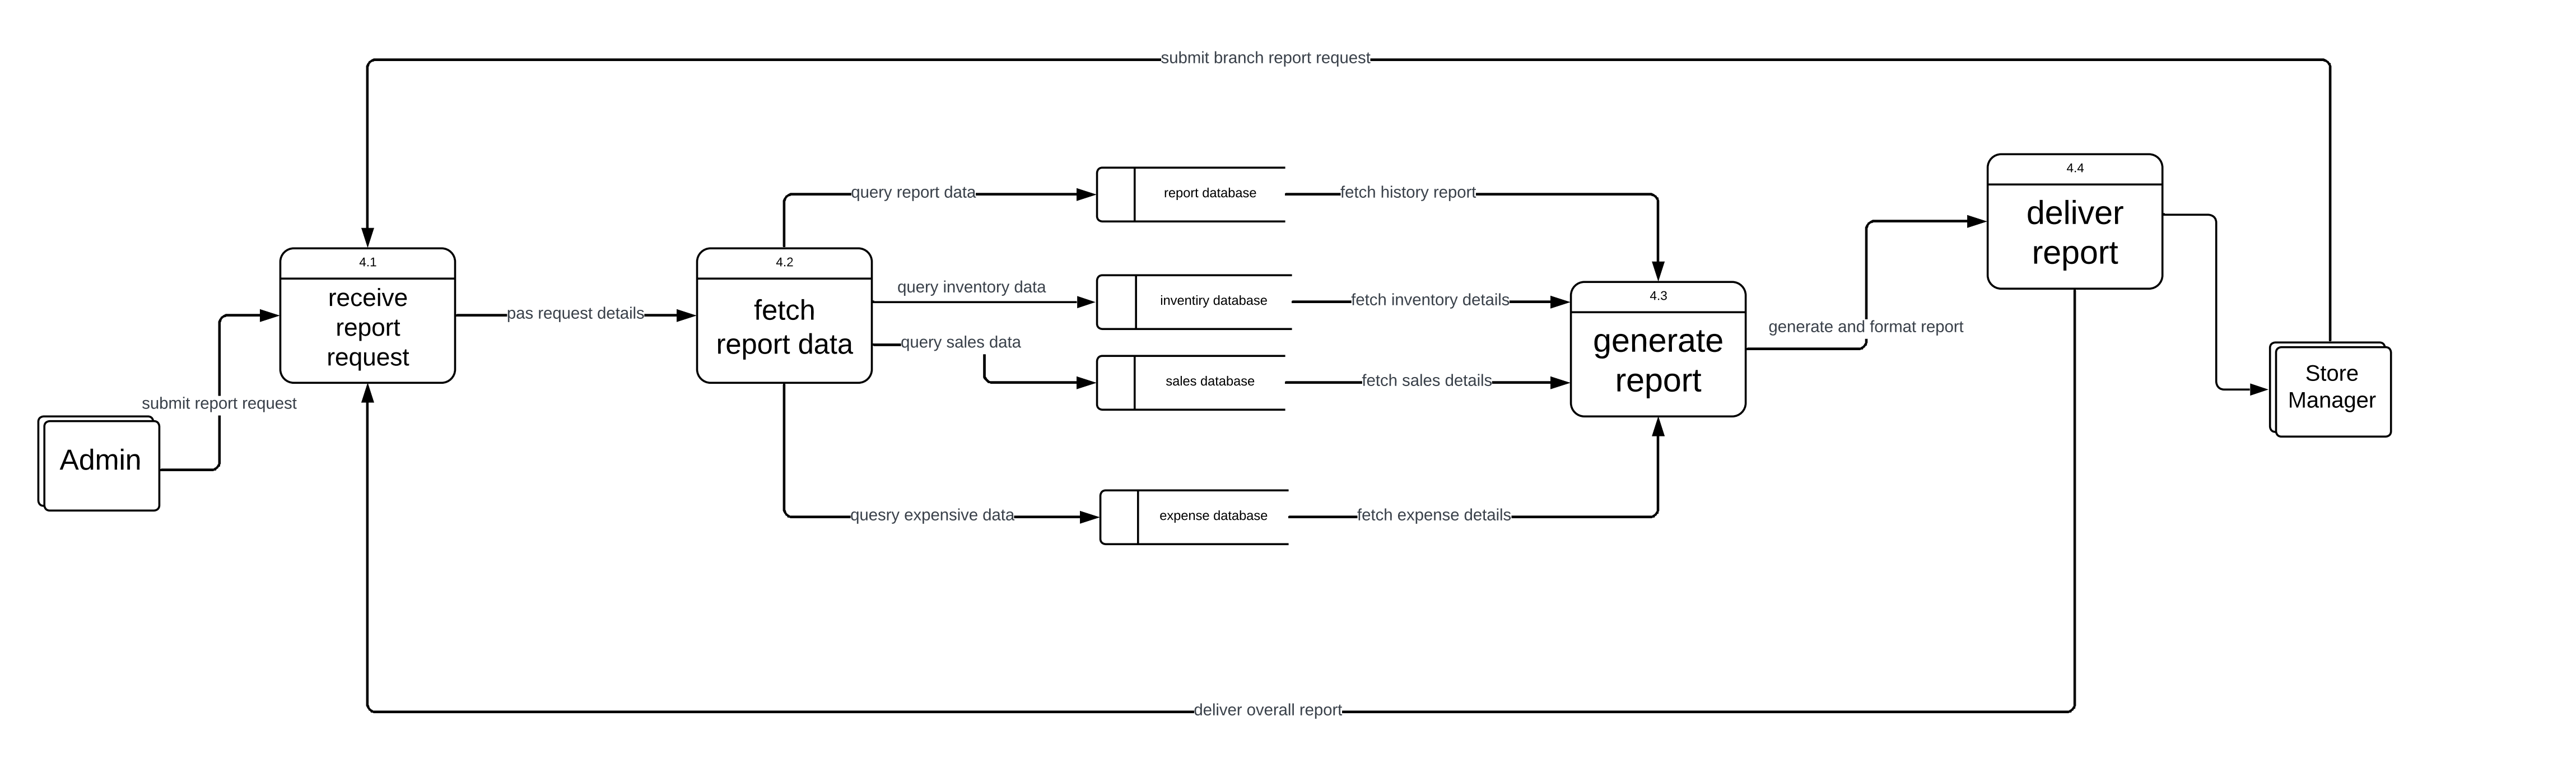 submit branch report request
4.4
deliver
report
query report data
report database
fetch history report
4.1
receive
report
request
4.2
fetch
report data
query inventory data
inventiry database
fetch inventory details
4.3
generate
report
pas request details
generate and format report
query sales data
sales database
fetch sales details
Store
Manager
submit report request
Admin
quesry expensive data
expense database
fetch expense details
deliver overall report